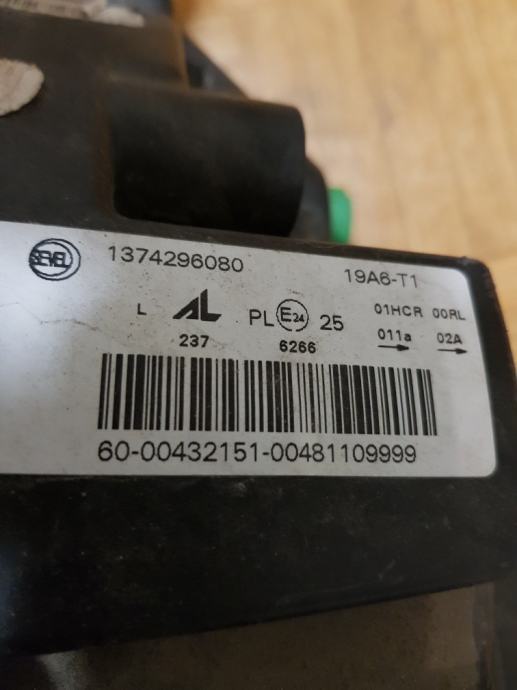 SEVEL
1374296080
19A6-T1
L AL PL E24 25 01HCR 00RL
237 6266 011a 02A
60-00432151-00481109999